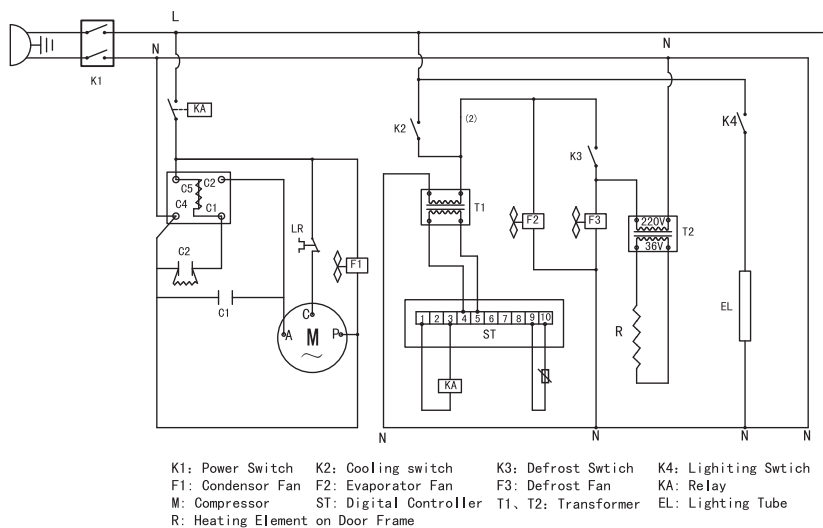 L
N
N
K1
KA
K2
(2)
K3
K4
C5
C2
C4
C1
T1
F2
F3
220V
36V
T2
LR
C2
F1
C1
C
A
M
P
1 2 3 4 5 6 7 8 9 10
ST
KA
R
EL
N
N
N
N
K1: Power Switch K2: Cooling switch K3: Defrost Swtich K4: Lighiting Swtich
F1: Condensor Fan F2: Evaporator Fan F3: Defrost Fan KA: Relay
M: Compressor ST: Digital Controller T1、T2: Transformer EL: Lighting Tube
R: Heating Element on Door Frame